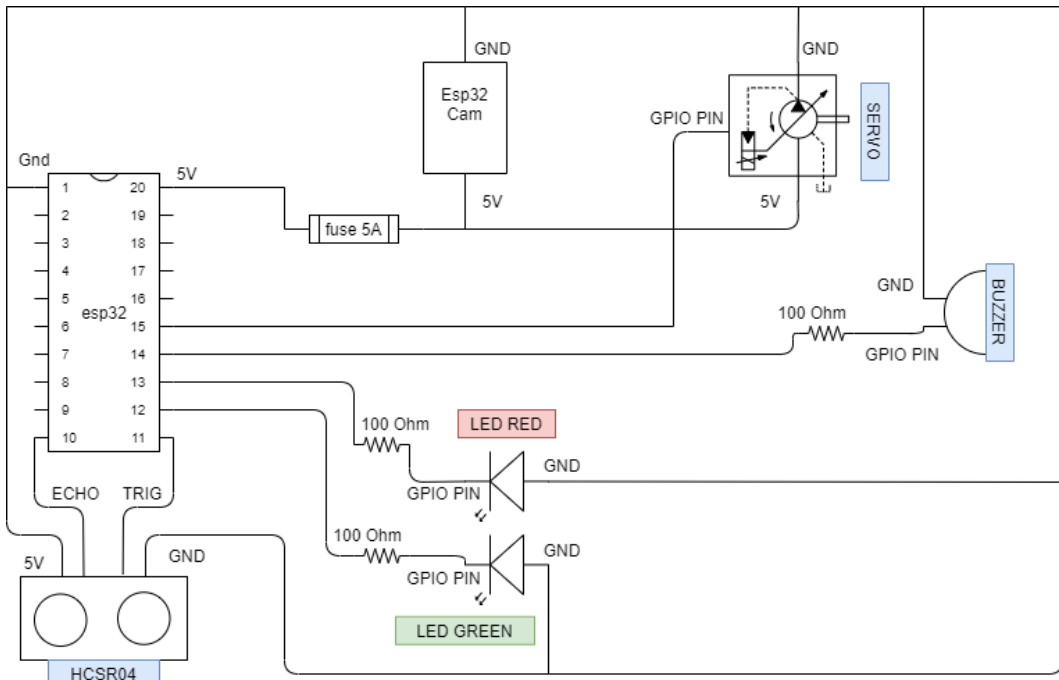 GND
GND
Esp32
Cam
GPIO PIN
SERVO
Gnd
5V
5V
5V
1
20
2
19
3
18
4
17
5
16
esp32
6
15
7
14
8
13
9
12
10
11
fuse 5A
GND
BUZZER
100 Ohm
GPIO PIN
100 Ohm
LED RED
GND
GPIO PIN
ECHO
TRIG
100 Ohm
GND
5V
GND
GPIO PIN
LED GREEN
HCSR04